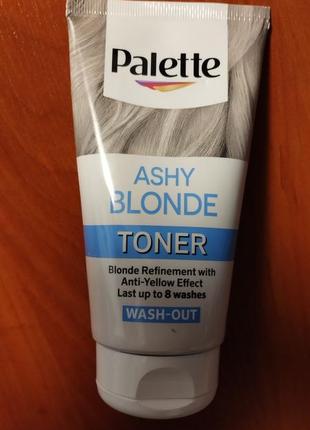 Palette
ASHY
BLONDE
TONER
Blonde Refinement with
Anti-Yellow Effect
Last up to 8 washes
WASH-OUT